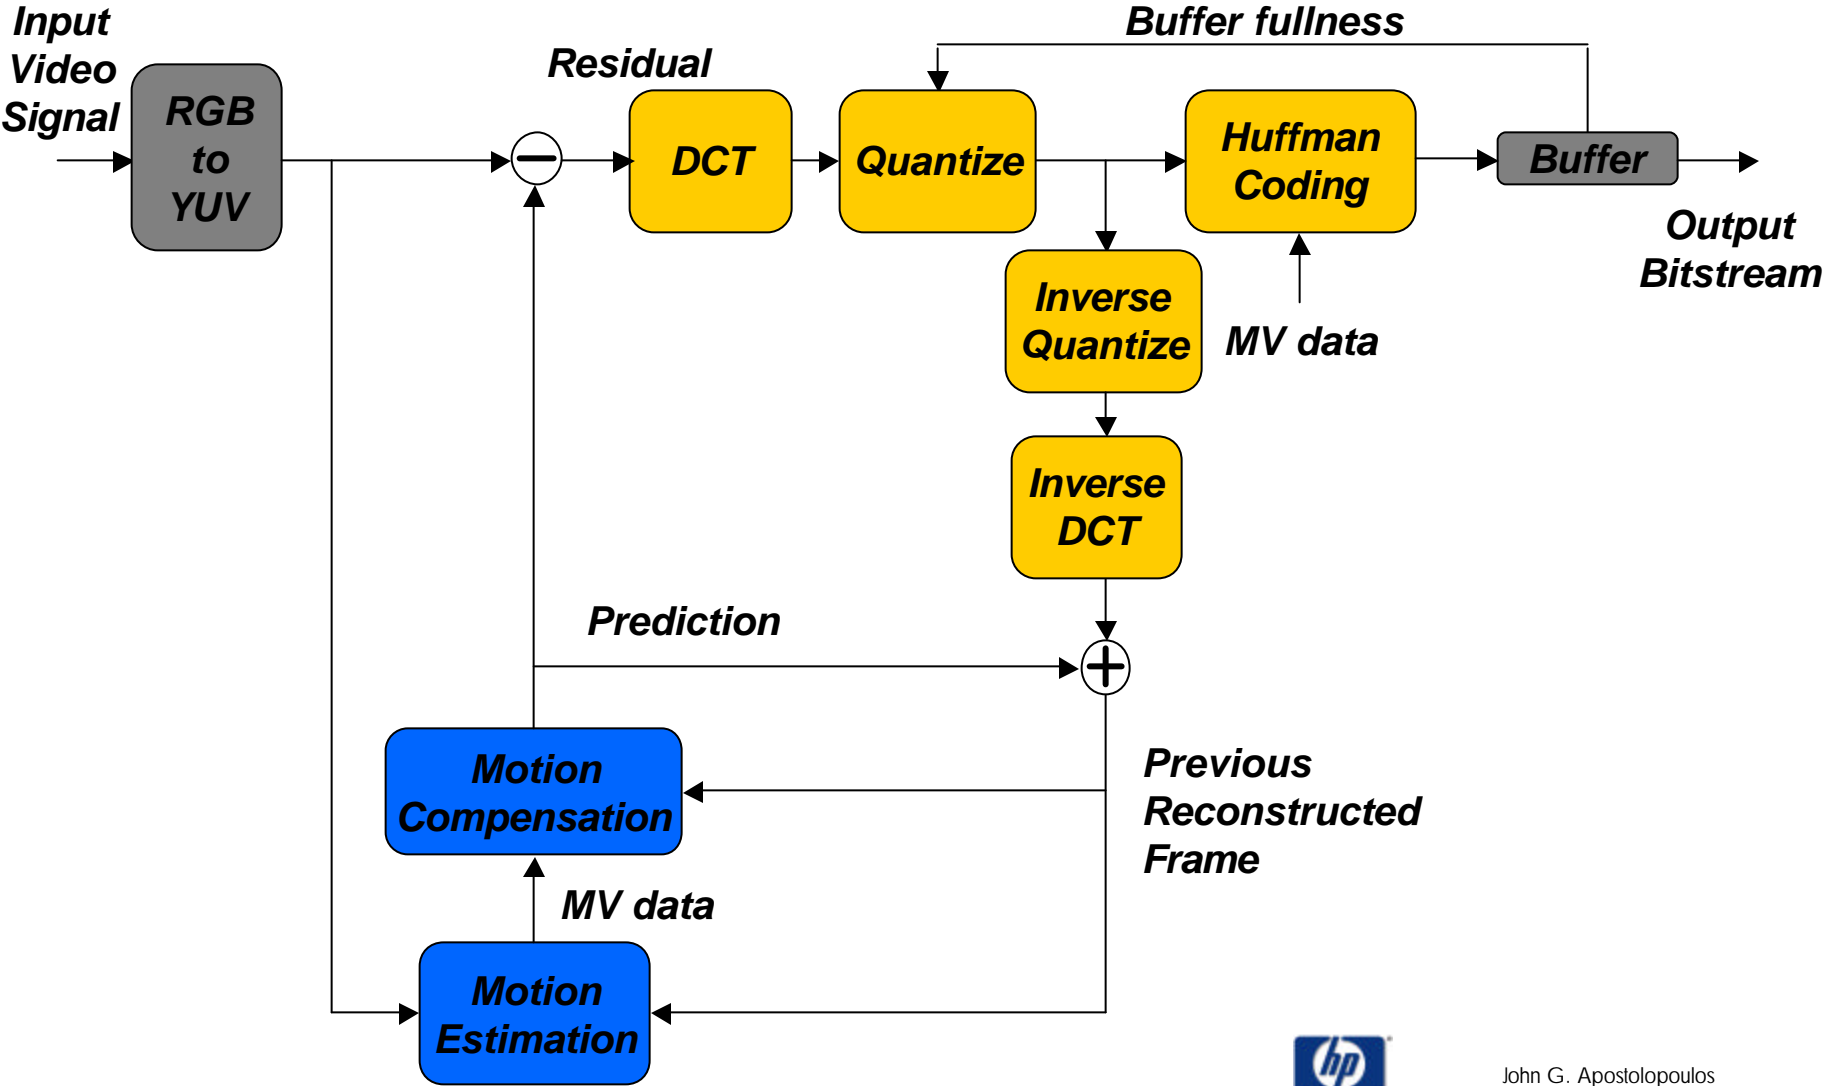 Input
Video
Signal
RGB
to
YUV
Residual
DCT
Quantize
Buffer fullness
Huffman
Coding
Buffer
Output
Bitstream
MV data
Inverse
Quantize
Inverse
DCT
Prediction
Motion
Compensation
Previous
Reconstructed
Frame
MV data
Motion
Estimation
hp
John G. Apostolopoulos